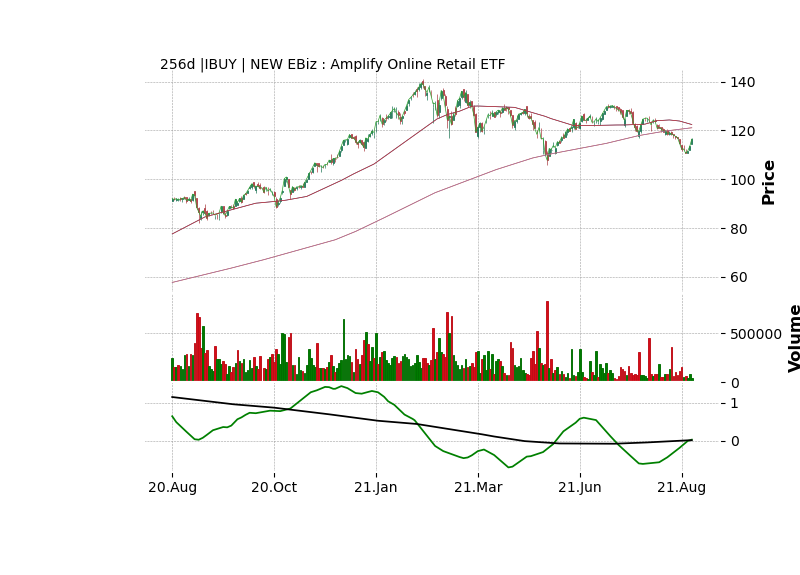 256d |IBUY | NEW EBiz : Amplify Online Retail ETF
140
120
100
80
60
Price
500000
0
Volume
1
0
20.Aug 20.Oct 21.Jan 21.Mar 21.Jun 21.Aug